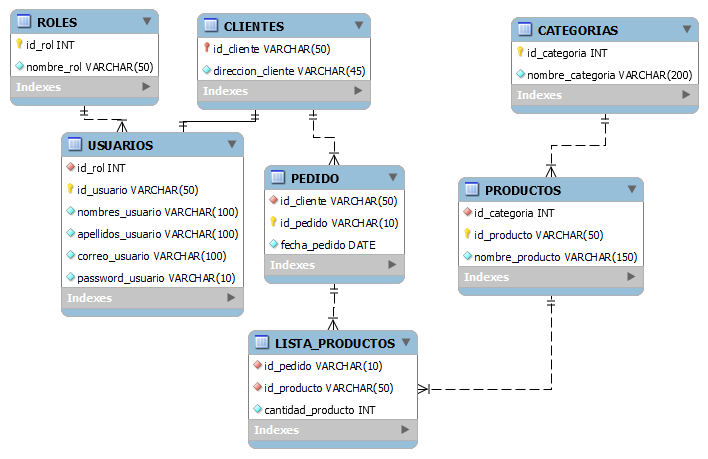 ROLES
id_rol INT
nombre_rol VARCHAR(50)
Indexes
CLIENTES
id_cliente VARCHAR(50)
direccion_cliente VARCHAR(45)
Indexes
CATEGORIAS
id_categoria INT
nombre_categoria VARCHAR(200)
Indexes
USUARIOS
id_rol INT
id_usuario VARCHAR(50)
nombres_usuario VARCHAR(100)
apellidos_usuario VARCHAR(100)
correo_usuario VARCHAR(100)
password_usuario VARCHAR(10)
Indexes
PEDIDO
id_cliente VARCHAR(50)
id_pedido VARCHAR(10)
fecha_pedido DATE
Indexes
PRODUCTOS
id_categoria INT
id_producto VARCHAR(50)
nombre_producto VARCHAR(150)
Indexes
LISTA_PRODUCTOS
id_pedido VARCHAR(10)
id_producto VARCHAR(50)
cantidad_producto INT
Indexes